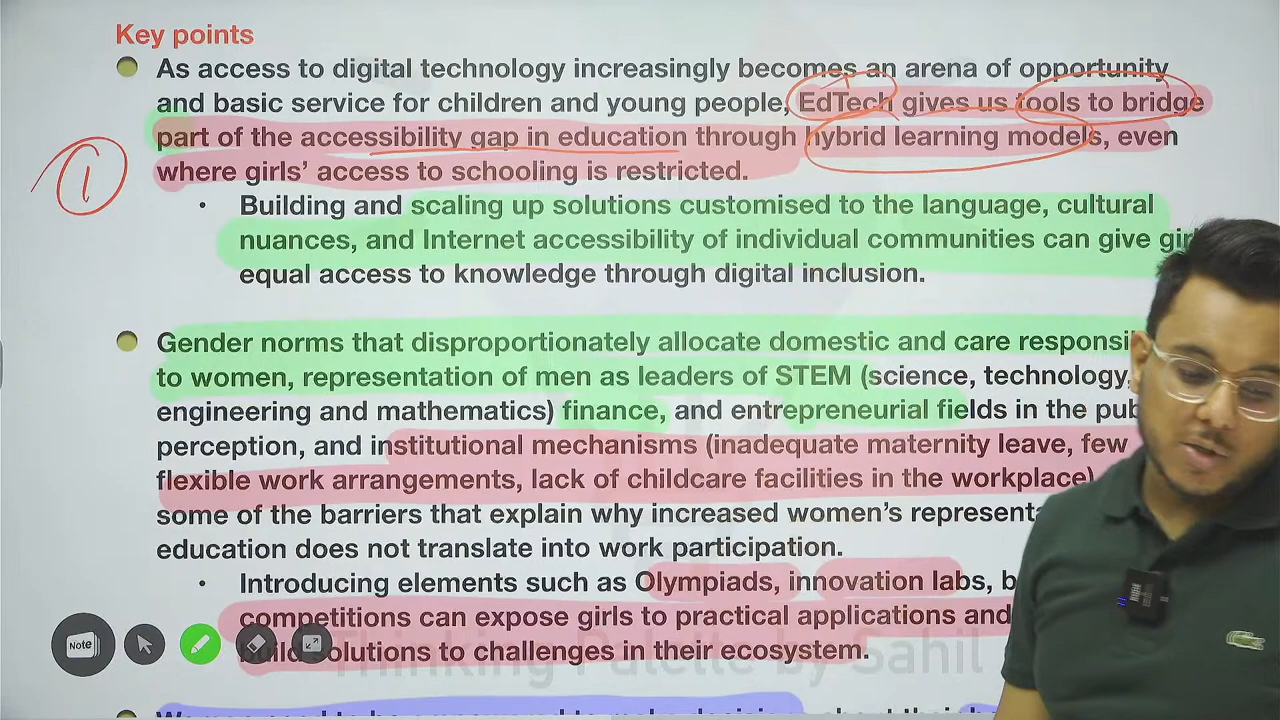 Key points
As access to digital technology increasingly becomes an arena of opportunity
and basic service for children and young people, EdTech gives us tools to bridge
part of the accessibility gap in education through hybrid learning models, even
where girls’ access to schooling is restricted.
1
• Building and scaling up solutions customised to the language, cultural
nuances, and Internet accessibility of individual communities can give
equal access to knowledge through digital inclusion.
Gender norms that disproportionately allocate domestic and care
to women, representation of men as leaders of STEM (science, technology,
engineering and mathematics) finance, and entrepreneurial fields in the
perception, and institutional mechanisms (inadequate maternity leave, few
flexible work arrangements, lack of childcare facilities in the workplace)
some of the barriers that explain why increased women’s
education does not translate into work participation.
• Introducing elements such as Olympiads, innovation labs,
competitions can expose girls to practical applications and
build solutions to challenges in their ecosystem.
Note
Thinking Palette by Sahil